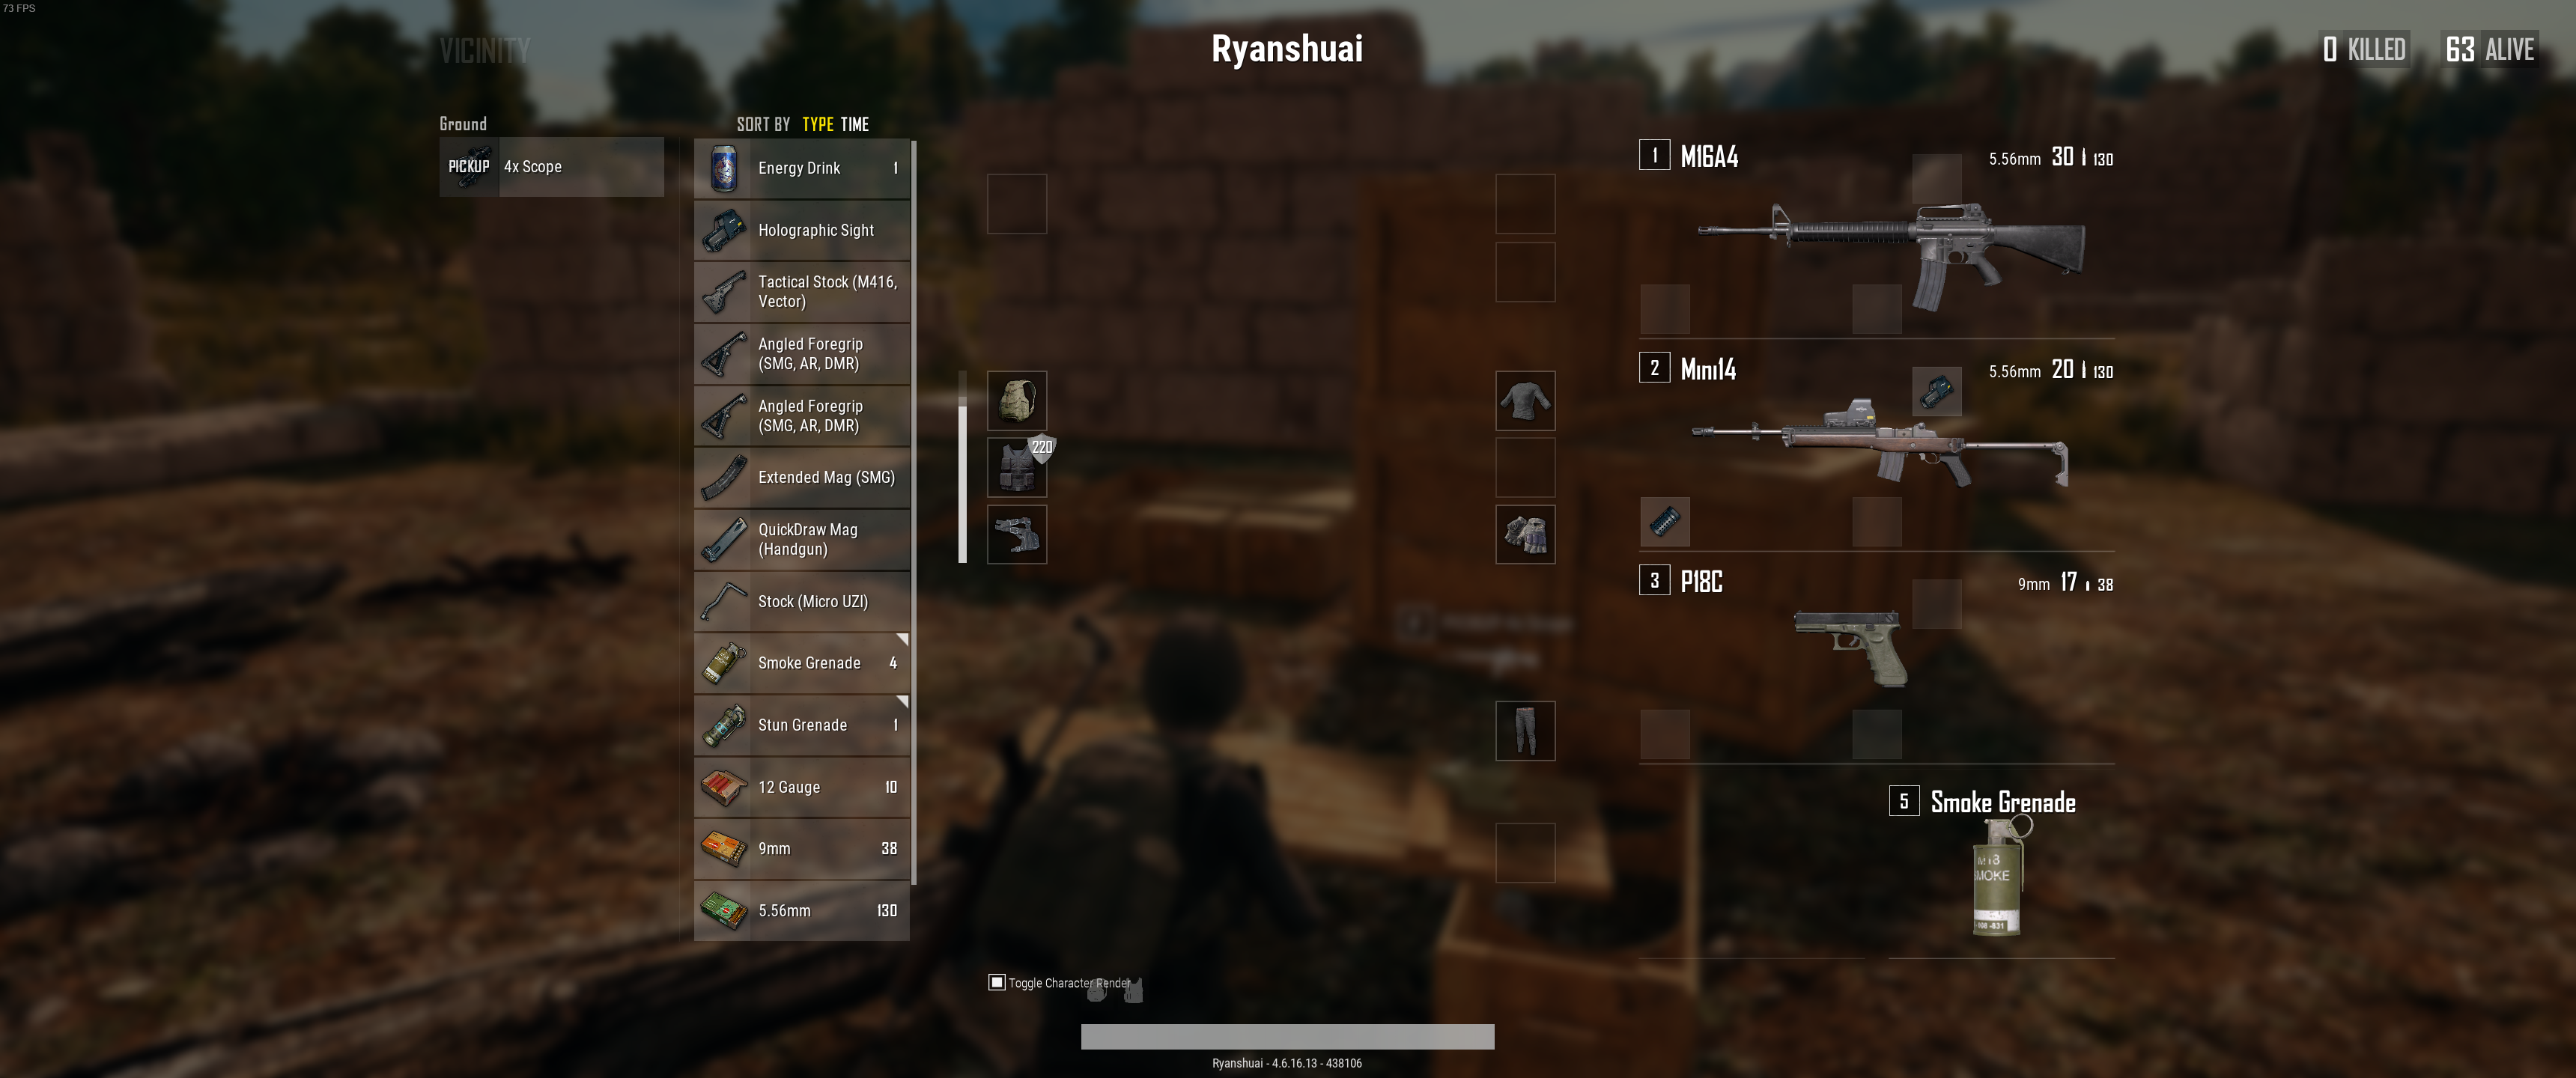 73 FPS
VICINITY
Ryanshuai
0 KILLED
63 ALIVE
Ground
PICKUP
4x Scope
SORT BY TYPE TIME
Energy Drink 1
Holographic Sight
Tactical Stock (M416,
Vector)
Angled Foregrip
(SMG, AR, DMR)
Angled Foregrip
(SMG, AR, DMR)
Extended Mag (SMG)
QuickDraw Mag
(Handgun)
Stock (Micro UZI)
Smoke Grenade 4
Stun Grenade 1
12 Gauge 10
9mm 38
5.56mm 130
220
1 M16A4 5.56mm 30 130
2 Mini14 5.56mm 20 130
3 P18C 9mm 17 38
5 Smoke Grenade
M18
SMOKE
Toggle Character Render
Ryanshuai - 4.6.16.13 - 438106